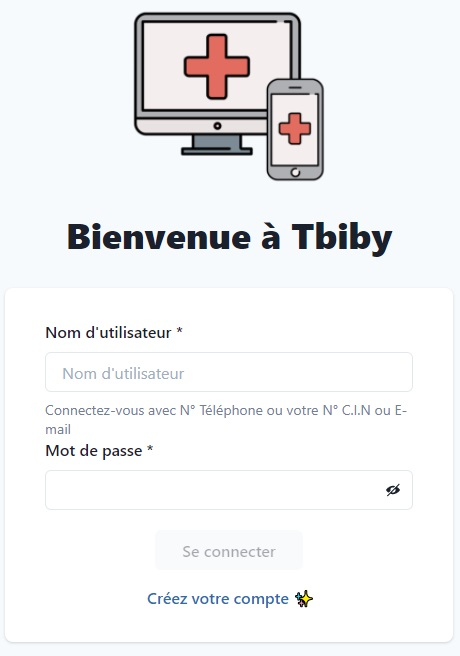 Bienvenue à Tbiby
Nom d'utilisateur *
Nom d'utilisateur
Connectez-vous avec N° Téléphone ou votre N° C.I.N ou E-
mail
Mot de passe *
Se connecter
Créez votre compte ✨